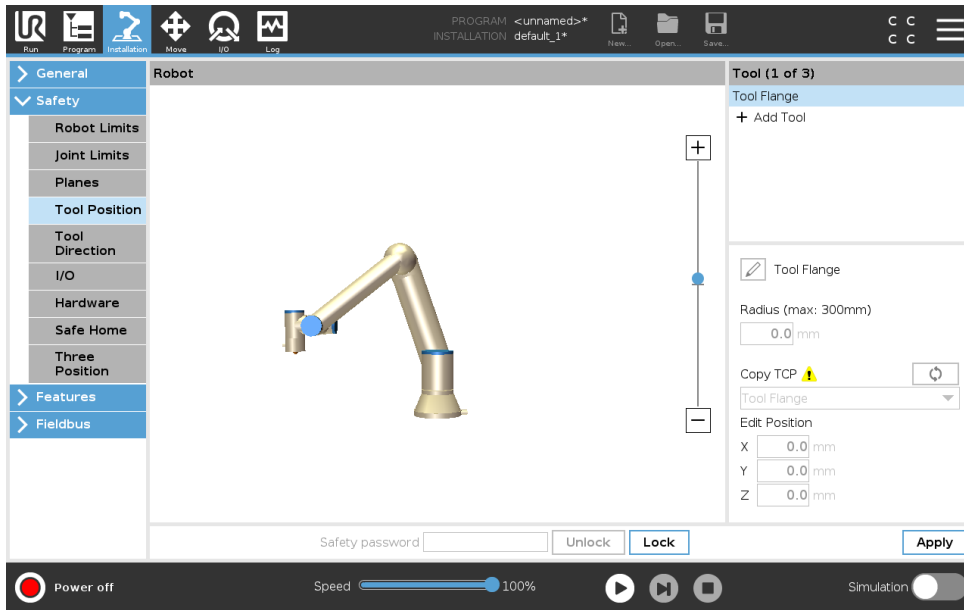 PROGRAM <unnamed>*
INSTALLATION default_1*
UR
Run
Program
Installation
Move
I/O
Log
New...
Open...
Save...
C C
C C
General
Safety
Robot Limits
Joint Limits
Planes
Tool Position
Tool
Direction
I/O
Hardware
Safe Home
Three
Position
Features
Fieldbus
Robot
+
−
Tool (1 of 3)
Tool Flange
+ Add Tool
Tool Flange
Radius (max: 300mm)
0.0 mm
Copy TCP
Tool Flange
Edit Position
X 0.0 mm
Y 0.0 mm
Z 0.0 mm
Safety password
Unlock
Lock
Apply
Power off
Speed
100%
Simulation